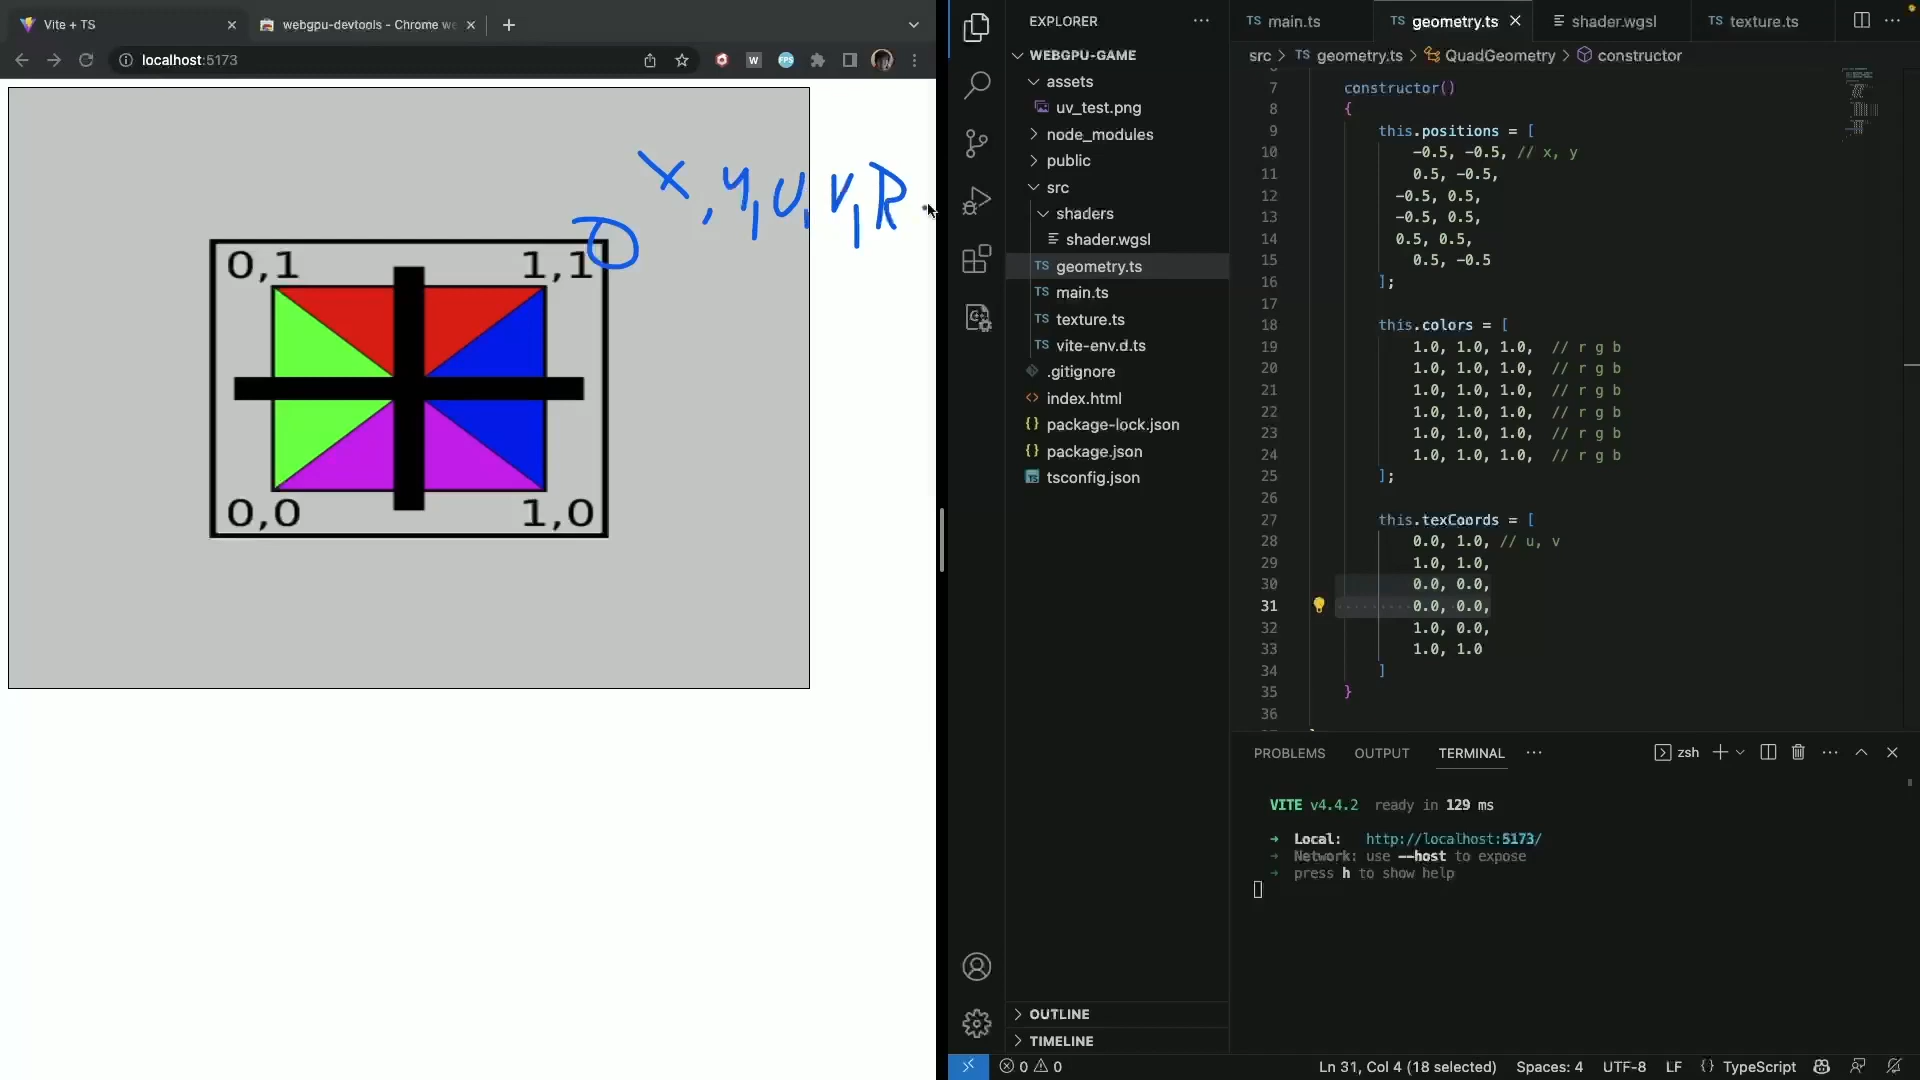 Vite + TS
webgpu-devtools - Chrome we
localhost:5173
x, y, u, v, R
0,1 1,1
0,0 1,0
EXPLORER
WEBGPU-GAME
assets
uv_test.png
node_modules
public
src
shaders
shader.wgsl
TS geometry.ts
TS main.ts
TS texture.ts
TS vite-env.d.ts
.gitignore
<> index.html
{} package-lock.json
{} package.json
tsconfig.json
OUTLINE
TIMELINE
TS main.ts TS geometry.ts shader.wgsl TS texture.ts
src > TS geometry.ts > QuadGeometry > constructor
7 constructor()
8 {
9 this.positions = [
10 -0.5, -0.5, // x, y
11 0.5, -0.5,
12 -0.5, 0.5,
13 -0.5, 0.5,
14 0.5, 0.5,
15 0.5, -0.5
16 ];
17
18 this.colors = [
19 1.0, 1.0, 1.0, // r g b
20 1.0, 1.0, 1.0, // r g b
21 1.0, 1.0, 1.0, // r g b
22 1.0, 1.0, 1.0, // r g b
23 1.0, 1.0, 1.0, // r g b
24 1.0, 1.0, 1.0, // r g b
25 ];
26
27 this.texCoords = [
28 0.0, 1.0, // u, v
29 1.0, 1.0,
30 0.0, 0.0,
31 0.0, 0.0,
32 1.0, 0.0,
33 1.0, 1.0
34 ]
35 }
36
PROBLEMS OUTPUT TERMINAL zsh
VITE v4.4.2 ready in 129 ms
➜ Local: http://localhost:5173/
➜ Network: use --host to expose
➜ press h to show help
0 0 Ln 31, Col 4 (18 selected) Spaces: 4 UTF-8 LF {} TypeScript